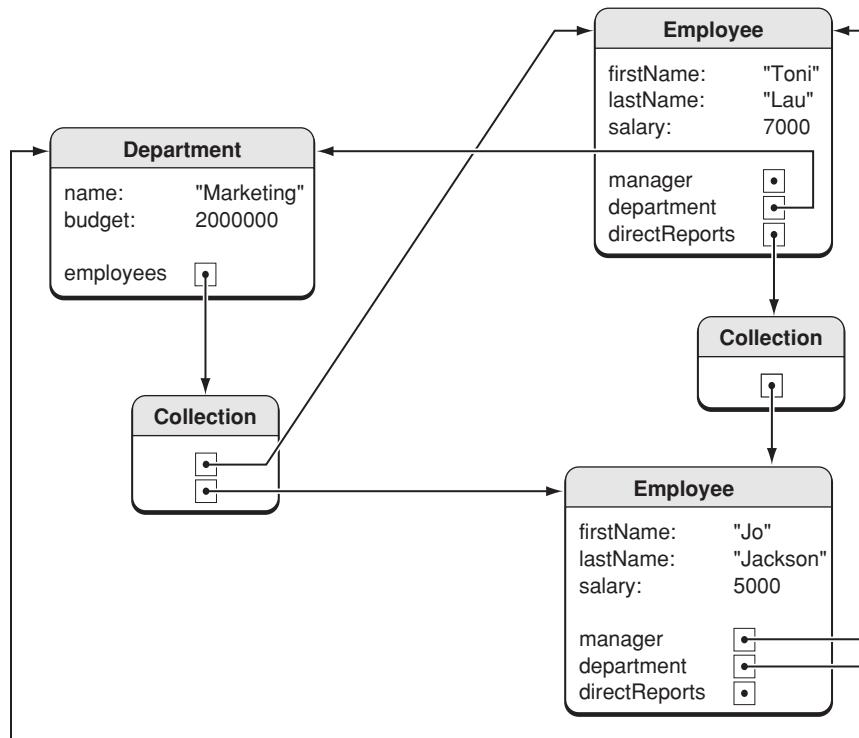 Employee
firstName: "Toni"
lastName: "Lau"
salary: 7000
manager
department
directReports
Department
name: "Marketing"
budget: 2000000
employees
Collection
Collection
Employee
firstName: "Jo"
lastName: "Jackson"
salary: 5000
manager
department
directReports